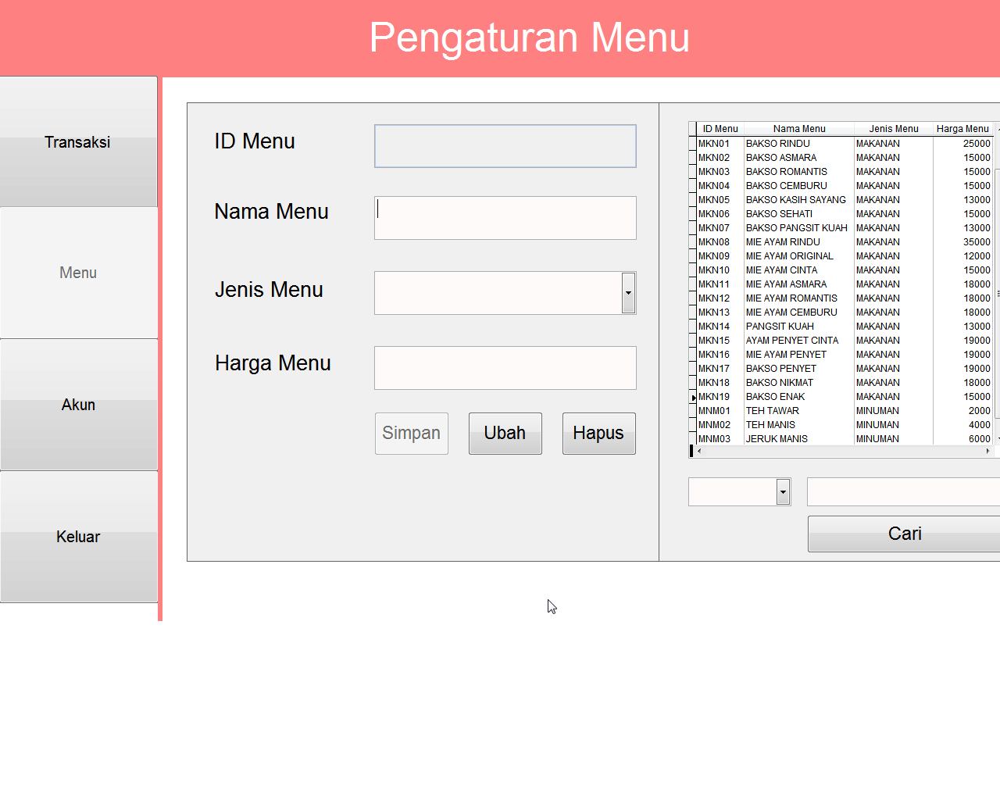 Pengaturan Menu
Transaksi
Menu
Akun
Keluar
ID Menu
Nama Menu
Jenis Menu
Harga Menu
Simpan Ubah Hapus
ID Menu Nama Menu Jenis Menu Harga Menu
MKN01 BAKSO RINDU MAKANAN 25000
MKN02 BAKSO ASMARA MAKANAN 15000
MKN03 BAKSO ROMANTIS MAKANAN 15000
MKN04 BAKSO CEMBURU MAKANAN 15000
MKN05 BAKSO KASIH SAYANG MAKANAN 13000
MKN06 BAKSO SEHATI MAKANAN 15000
MKN07 BAKSO PANGSIT KUAH MAKANAN 13000
MKN08 MIE AYAM RINDU MAKANAN 35000
MKN09 MIE AYAM ORIGINAL MAKANAN 12000
MKN10 MIE AYAM CINTA MAKANAN 15000
MKN11 MIE AYAM ASMARA MAKANAN 18000
MKN12 MIE AYAM ROMANTIS MAKANAN 18000
MKN13 MIE AYAM CEMBURU MAKANAN 18000
MKN14 PANGSIT KUAH MAKANAN 13000
MKN15 AYAM PENYET CINTA MAKANAN 19000
MKN16 MIE AYAM PENYET MAKANAN 19000
MKN17 BAKSO PENYET MAKANAN 19000
MKN18 BAKSO NIKMAT MAKANAN 18000
MKN19 BAKSO ENAK MAKANAN 15000
MNM01 TEH TAWAR MINUMAN 2000
MNM02 TEH MANIS MINUMAN 4000
MNM03 JERUK MANIS MINUMAN 6000
Cari